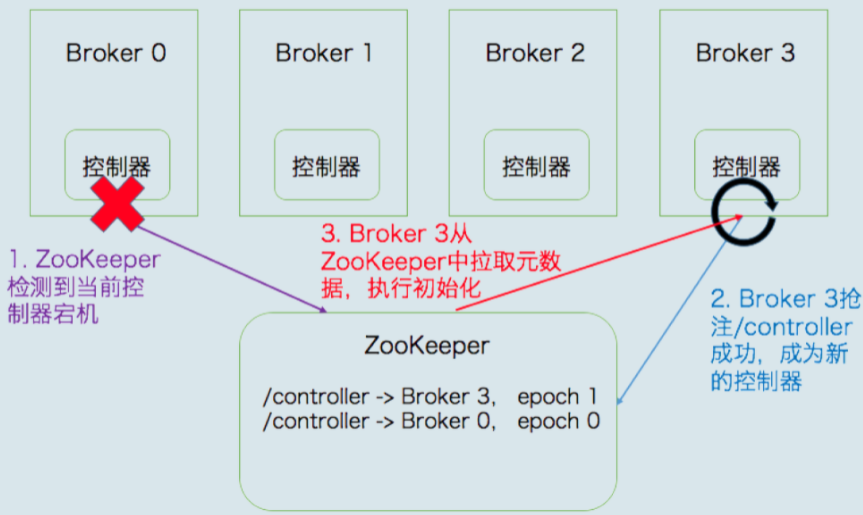 Broker 0
Broker 1
Broker 2
Broker 3
控制器
控制器
控制器
控制器
1. ZooKeeper
检测到当前控
制器宕机
3. Broker 3从
ZooKeeper中拉取元数
据，执行初始化
2. Broker 3抢
注/controller
成功，成为新
的控制器
ZooKeeper
/controller -> Broker 3, epoch 1
/controller -> Broker 0, epoch 0